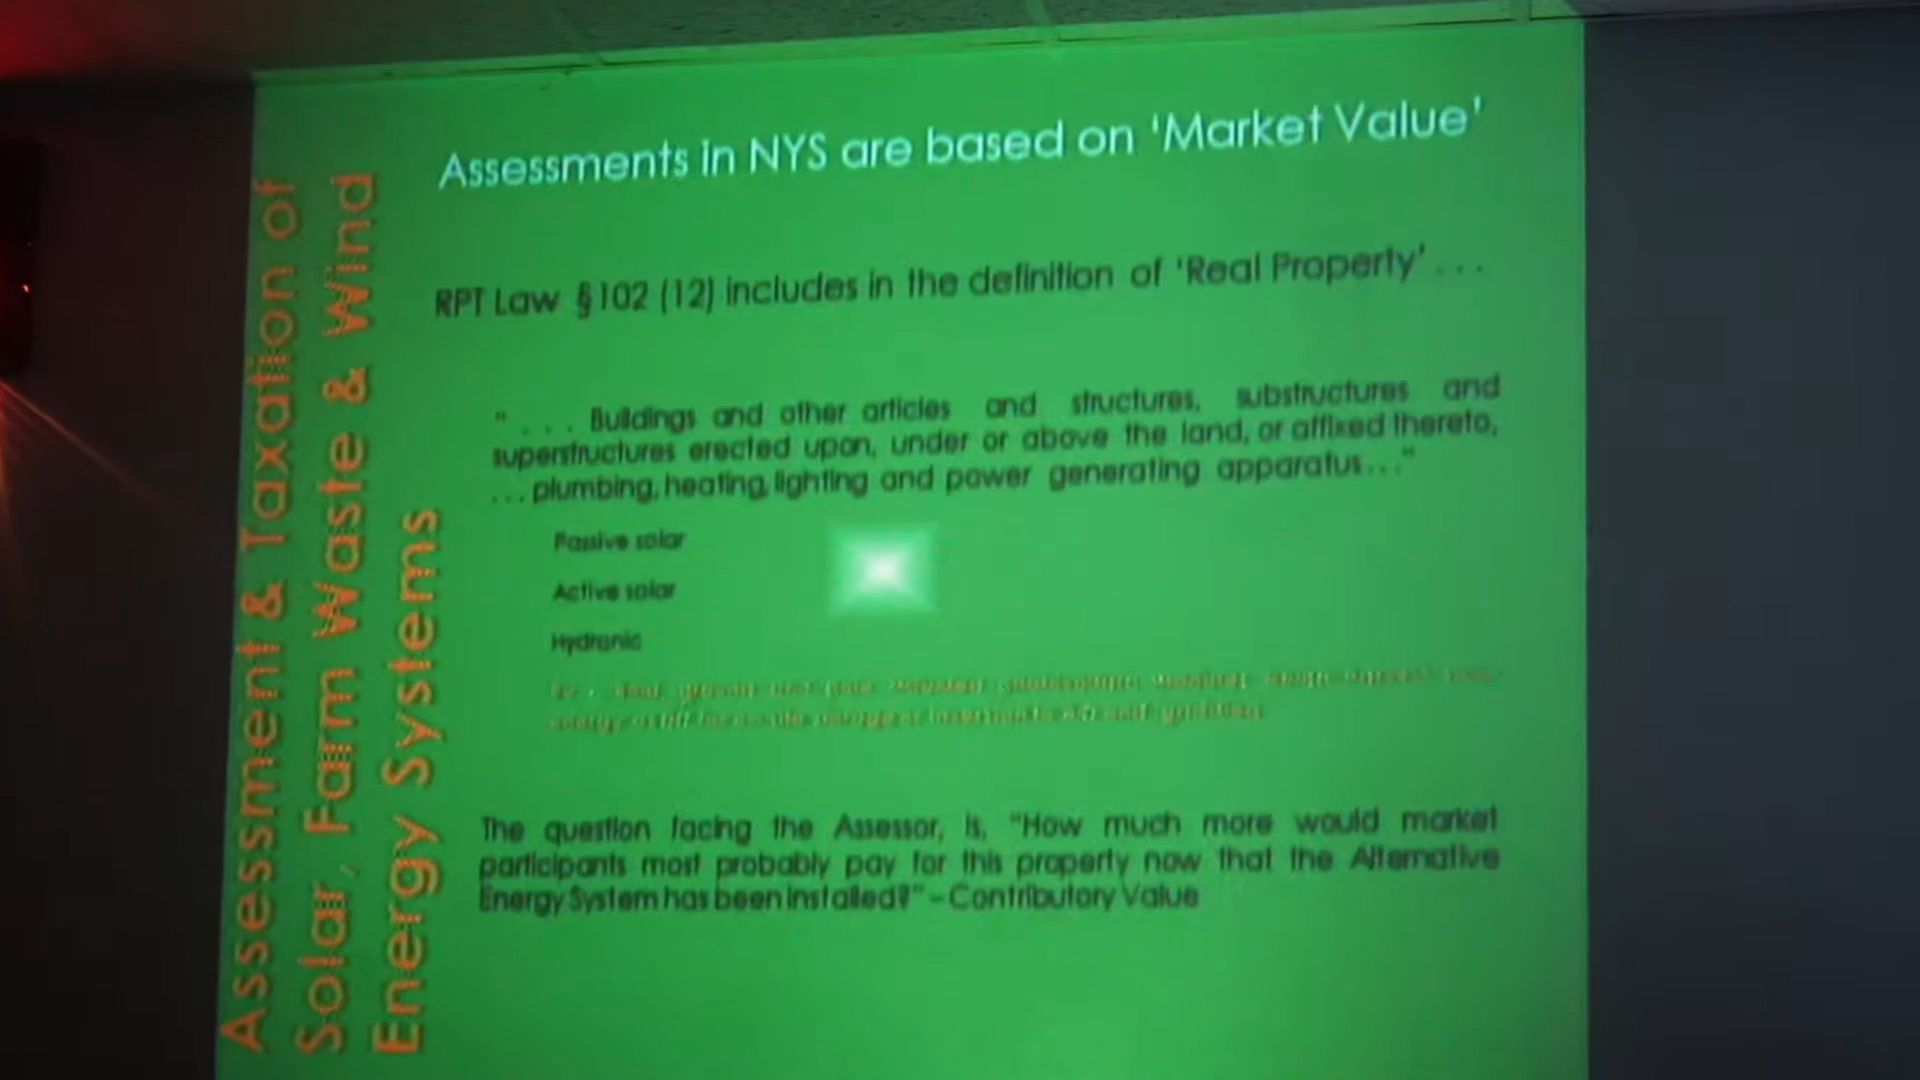 Assessment & Taxation of
Solar, Farm Waste & Wind
Energy Systems
Assessments in NYS are based on ‘Market Value’
RPT Law §102 (12) includes in the definition of ‘Real Property’ . . .
“ . . . Buildings and other articles and structures, substructures and
superstructures erected upon, under or above the land, or affixed thereto,
. . . plumbing, heating, lighting and power generating apparatus . . .”
Passive solar
Active solar
Hydronic
The question facing the Assessor, is, “How much more would market
participants most probably pay for this property now that the Alternative
Energy System has been installed?” – Contributory Value